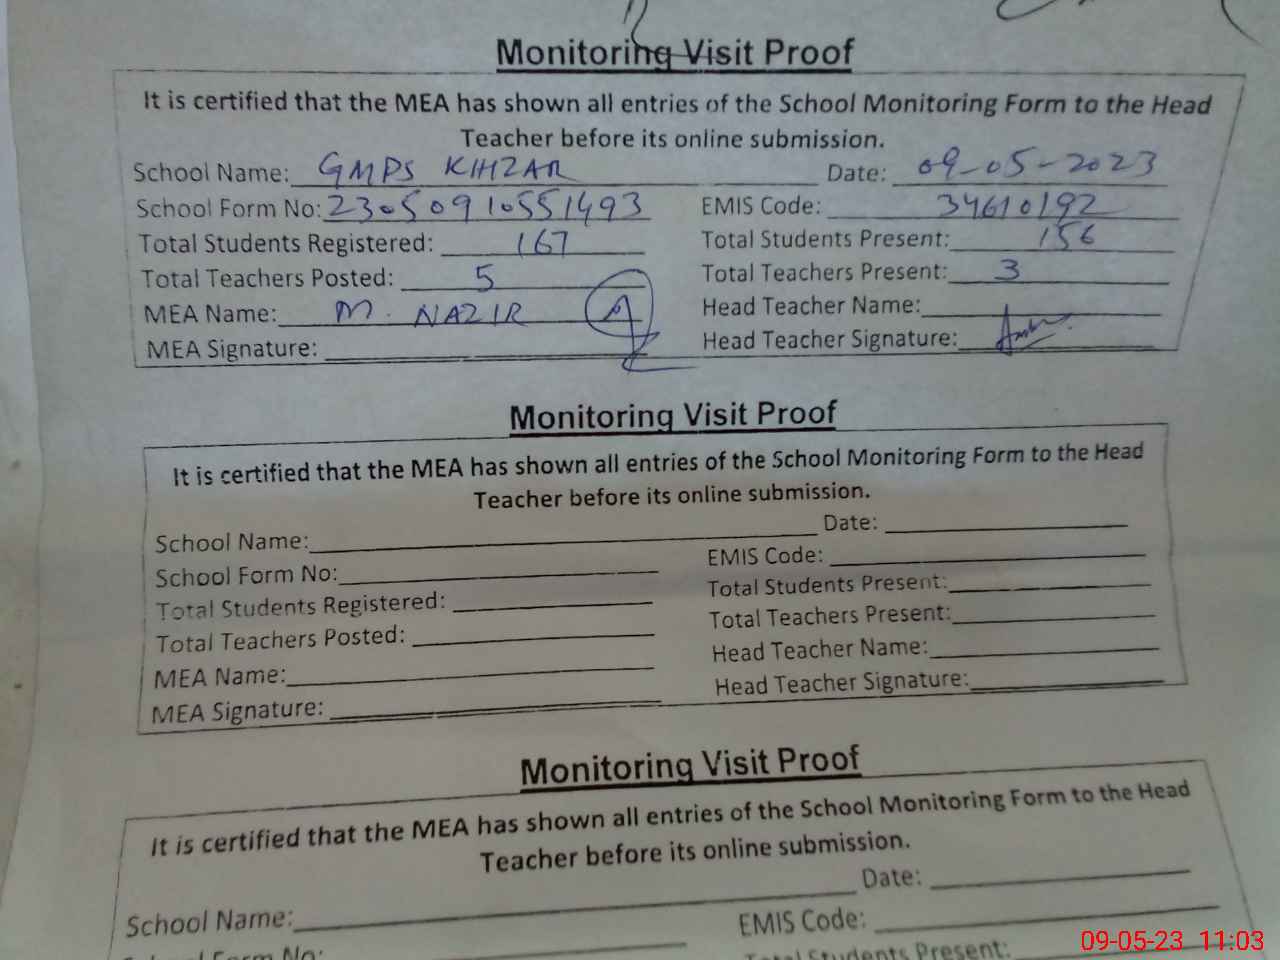 Monitoring Visit Proof
It is certified that the MEA has shown all entries of the School Monitoring Form to the Head
Teacher before its online submission.
School Name: GMPS KIHZAR Date: 09-05-2023
School Form No: 23050910551493 EMIS Code: 34610192
Total Students Registered: 167 Total Students Present: 156
Total Teachers Posted: 5 Total Teachers Present: 3
MEA Name: M. NAZIR Head Teacher Name:
MEA Signature: Head Teacher Signature:
Monitoring Visit Proof
It is certified that the MEA has shown all entries of the School Monitoring Form to the Head
Teacher before its online submission.
School Name: Date:
School Form No: EMIS Code:
Total Students Registered: Total Students Present:
Total Teachers Posted: Total Teachers Present:
MEA Name: Head Teacher Name:
MEA Signature: Head Teacher Signature:
Monitoring Visit Proof
It is certified that the MEA has shown all entries of the School Monitoring Form to the Head
Teacher before its online submission.
School Name: Date:
EMIS Code:
School Form No: Total Students Present:
09-05-23 11:03